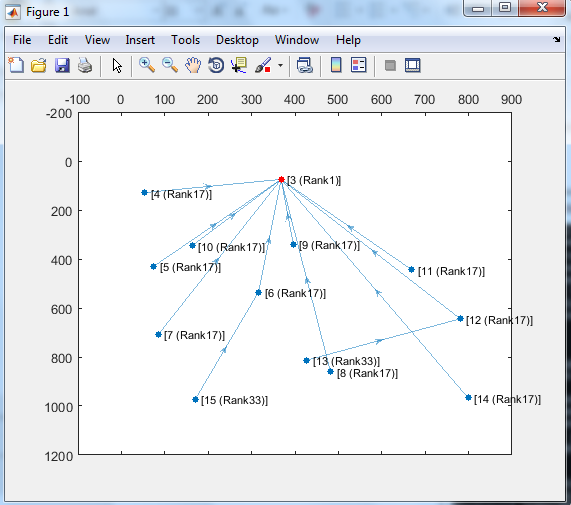 Figure 1
File Edit View Insert Tools Desktop Window Help
-100 0 100 200 300 400 500 600 700 800 900
-200
0
200
400
600
800
1000
1200
[3 (Rank1)]
[4 (Rank17)]
[10 (Rank17)]
[9 (Rank17)]
[5 (Rank17)]
[11 (Rank17)]
[6 (Rank17)]
[12 (Rank17)]
[7 (Rank17)]
[13 (Rank33)]
[8 (Rank17)]
[14 (Rank17)]
[15 (Rank33)]